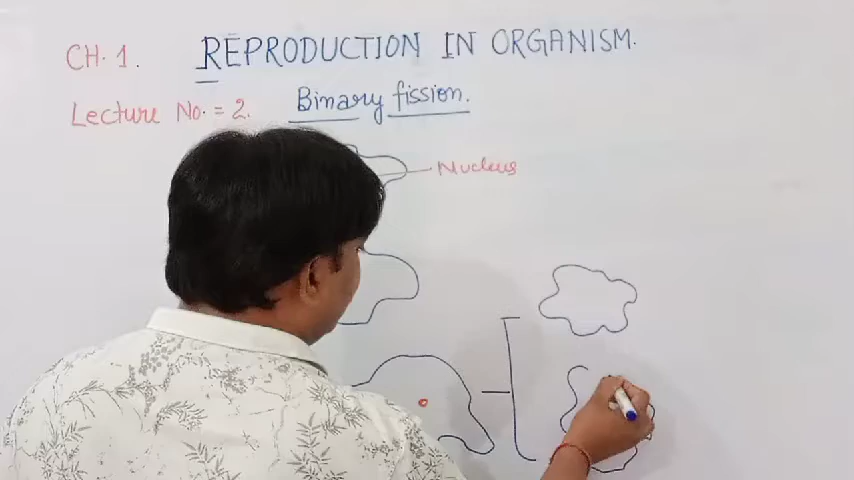 CH. 1. REPRODUCTION IN ORGANISM.
Lecture No. = 2. Binary fission.
Nucleus